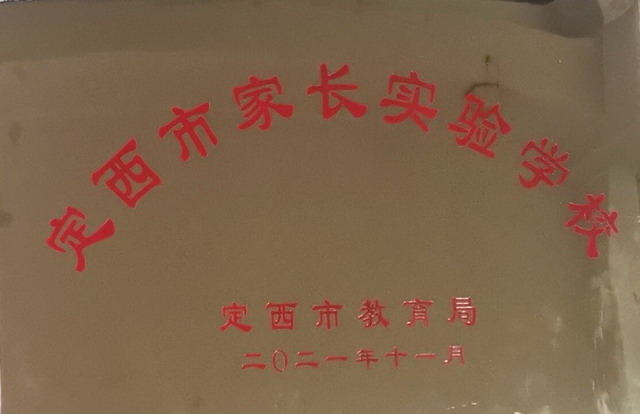 定西市家长实验学校
定西市教育局
二〇二一年十一月